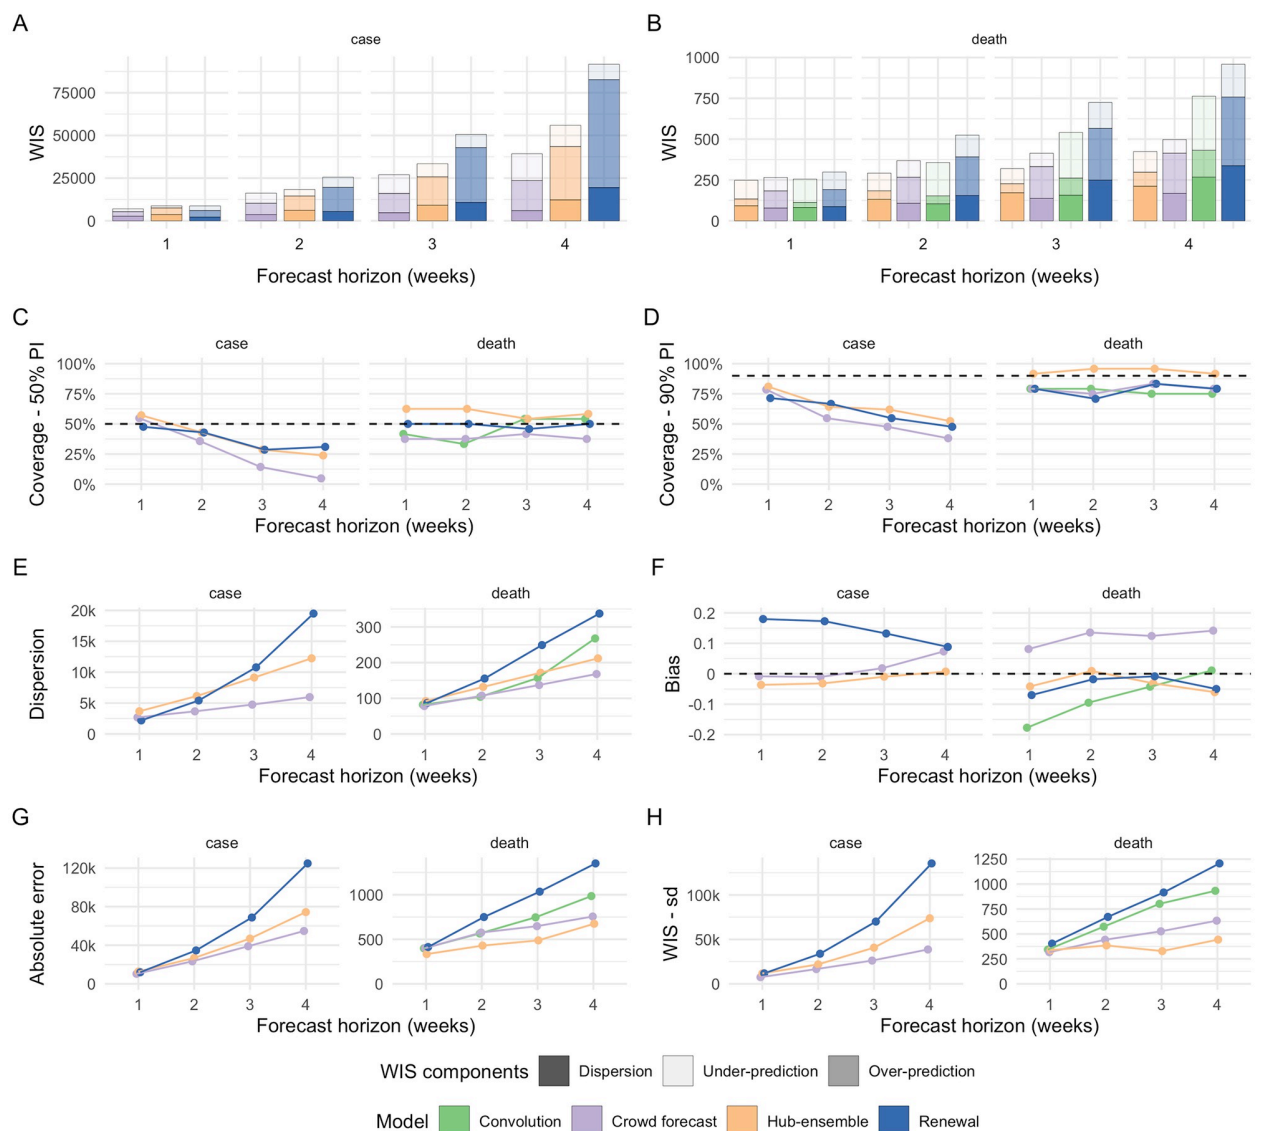 A
case
WIS
75000
50000
25000
0
1 2 3 4
Forecast horizon (weeks)
B
death
WIS
1000
750
500
250
0
1 2 3 4
Forecast horizon (weeks)
C
case death
Coverage - 50% PI
100%
75%
50%
25%
0%
1 2 3 4 1 2 3 4
Forecast horizon (weeks)
D
case death
Coverage - 90% PI
100%
75%
50%
25%
0%
1 2 3 4 1 2 3 4
Forecast horizon (weeks)
E
case death
Dispersion
20k
15k
10k
5k
0
300
200
100
0
1 2 3 4 1 2 3 4
Forecast horizon (weeks)
F
case death
Bias
0.2
0.1
0
-0.1
-0.2
1 2 3 4 1 2 3 4
Forecast horizon (weeks)
G
case death
Absolute error
120k
80k
40k
0
1000
500
0
1 2 3 4 1 2 3 4
Forecast horizon (weeks)
H
case death
WIS - sd
100k
50k
0
1250
1000
750
500
250
0
1 2 3 4 1 2 3 4
Forecast horizon (weeks)
WIS components Dispersion Under-prediction Over-prediction
Model Convolution Crowd forecast Hub-ensemble Renewal